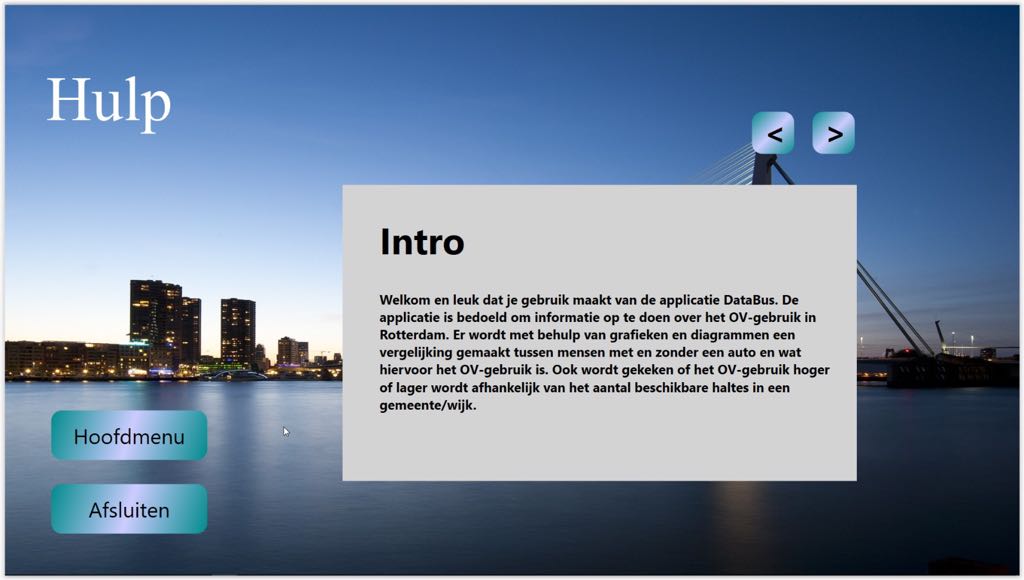 Hulp
< >
Intro
Welkom en leuk dat je gebruik maakt van de applicatie DataBus. De
applicatie is bedoeld om informatie op te doen over het OV-gebruik in
Rotterdam. Er wordt met behulp van grafieken en diagrammen een
vergelijking gemaakt tussen mensen met en zonder een auto en wat
hiervoor het OV-gebruik is. Ook wordt gekeken of het OV-gebruik hoger
of lager wordt afhankelijk van het aantal beschikbare haltes in een
gemeente/wijk.
Hoofdmenu
Afsluiten